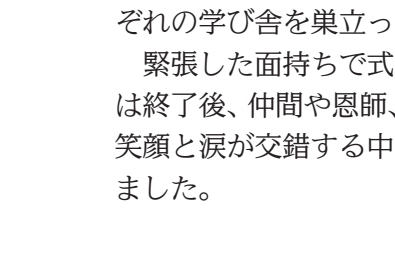 ぞれの学び舎を巣立っ
　緊張した面持ちで式
は終了後、仲間や恩師、
笑顔と涙が交錯する中
ました。